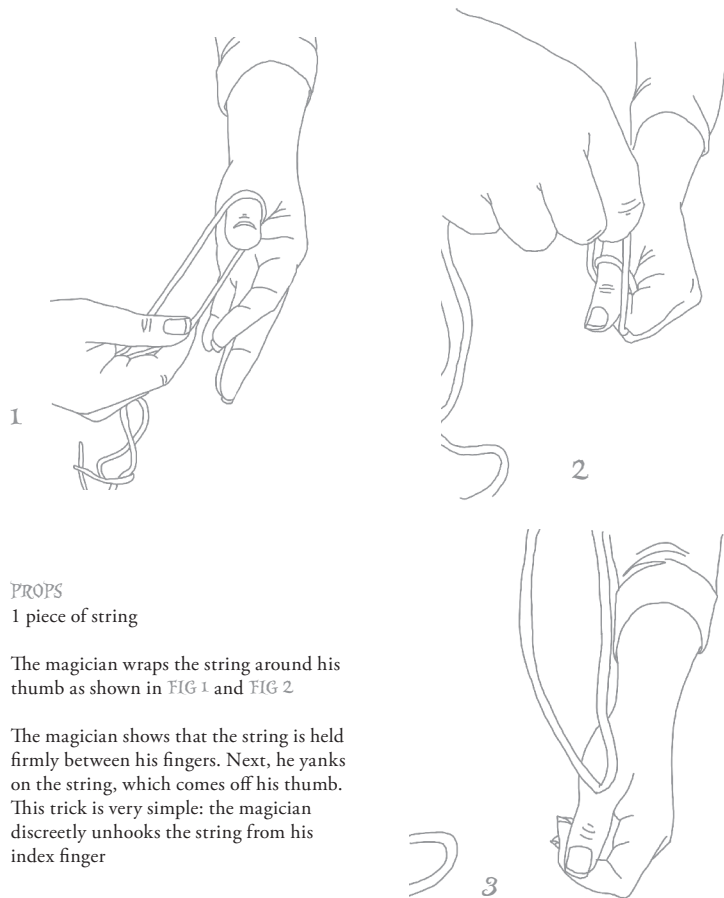 1
2
PROPS
1 piece of string
The magician wraps the string around his
thumb as shown in FIG 1 and FIG 2
The magician shows that the string is held
firmly between his fingers. Next, he yanks
on the string, which comes off his thumb.
This trick is very simple: the magician
discreetly unhooks the string from his
index finger
3